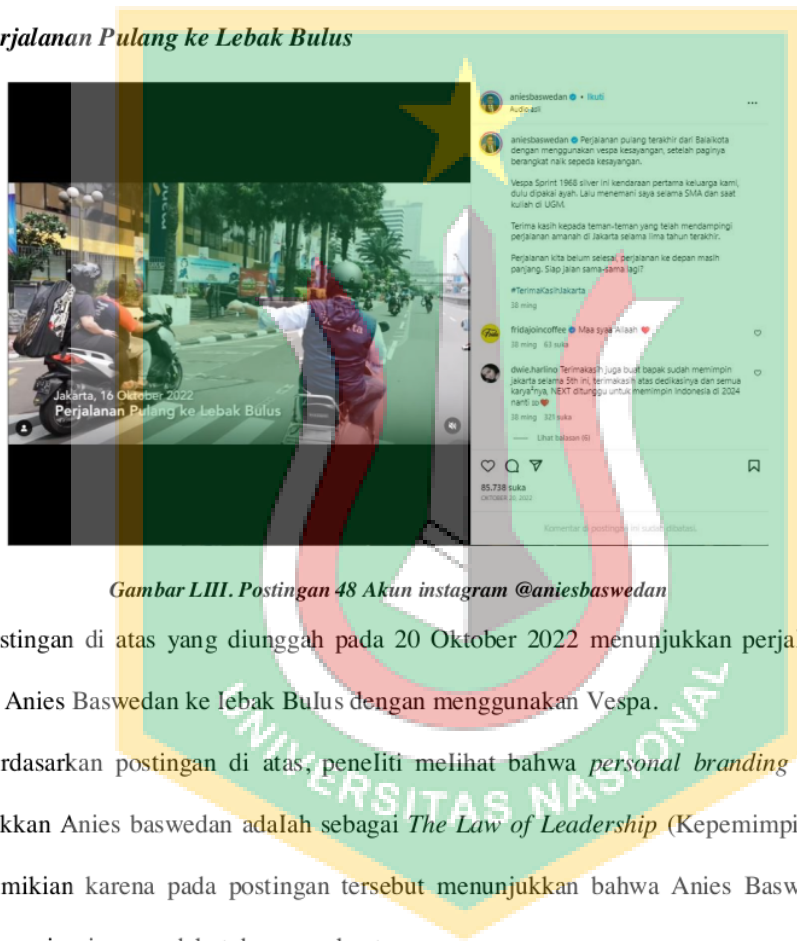 rjalanan Pulang ke Lebak Bulus
aniesbaswedan • Ikuti
Audio asli
aniesbaswedan Perjalanan pulang terakhir dari Balaikota
dengan menggunakan vespa kesayangan, setelah paginya
berangkat naik sepeda kesayangan.
Vespa Sprint 1968 silver ini kendaraan pertama keluarga kami,
dulu dipakai ayah. Lalu menemani saya selama SMA dan saat
kuliah di UGM.
Terima kasih kepada teman-teman yang telah mendampingi
perjalanan amanah di Jakarta selama lima tahun terakhir.
Perjalanan kita belum selesai, perjalanan ke depan masih
panjang. Siap jalan sama-sama lagi?
#TerimaKasihJakarta
38 ming
fridajoincoffee Maa syaa Allaah ❤️
38 ming 63 suka
dwie.harlino Terimakasih juga buat bapak sudah memimpin
jakarta selama 5th ini, terimakasih atas dedikasinya dan semua
karya²nya, NEXT ditunggu untuk memimpin Indonesia di 2024
nanti
38 ming 321 suka
Lihat balasan (6)
85.738 suka
OKTOBER 20, 2022
Komentar di postingan ini sudah dibatasi.
Jakarta, 16 Oktober 2022
Perjalanan Pulang ke Lebak Bulus
Gambar LIII. Postingan 48 Akun instagram @aniesbaswedan
stingan di atas yang diunggah pada 20 Oktober 2022 menunjukkan perja
Anies Baswedan ke lebak Bulus dengan menggunakan Vespa.
rdasarkan postingan di atas, peneliti melihat bahwa personal branding
kkan Anies baswedan adalah sebagai The Law of Leadership (Kepemimpi
mikian karena pada postingan tersebut menunjukkan bahwa Anies Basw
UNIVERSITAS NASIONAL